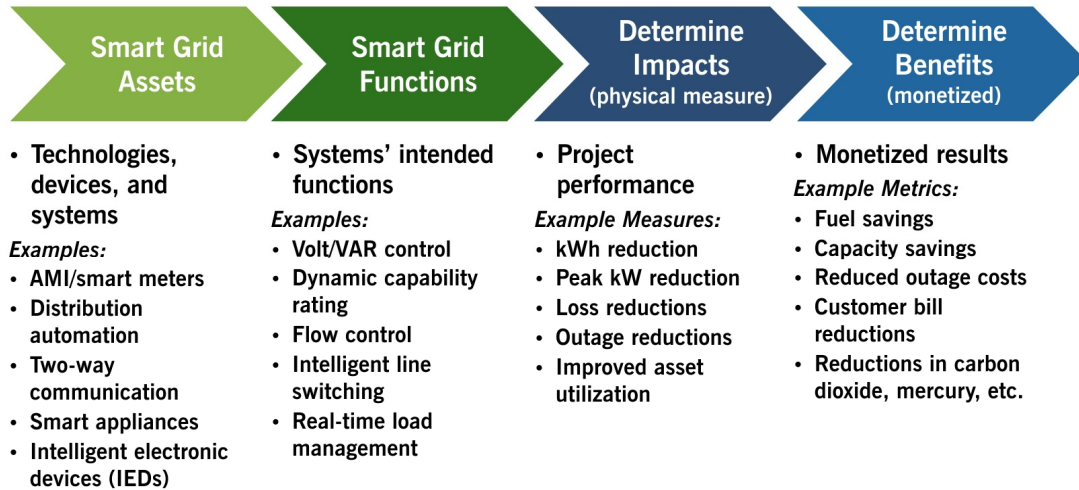 Smart Grid
Assets
Smart Grid
Functions
Determine
Impacts
(physical measure)
Determine
Benefits
(monetized)
• Technologies,
devices, and
systems
Examples:
• AMI/smart meters
• Distribution
automation
• Two-way
communication
• Smart appliances
• Intelligent electronic
devices (IEDs)
• Systems’ intended
functions
Examples:
• Volt/VAR control
• Dynamic capability
rating
• Flow control
• Intelligent line
switching
• Real-time load
management
• Project
performance
Example Measures:
• kWh reduction
• Peak kW reduction
• Loss reductions
• Outage reductions
• Improved asset
utilization
• Monetized results
Example Metrics:
• Fuel savings
• Capacity savings
• Reduced outage costs
• Customer bill
reductions
• Reductions in carbon
dioxide, mercury, etc.